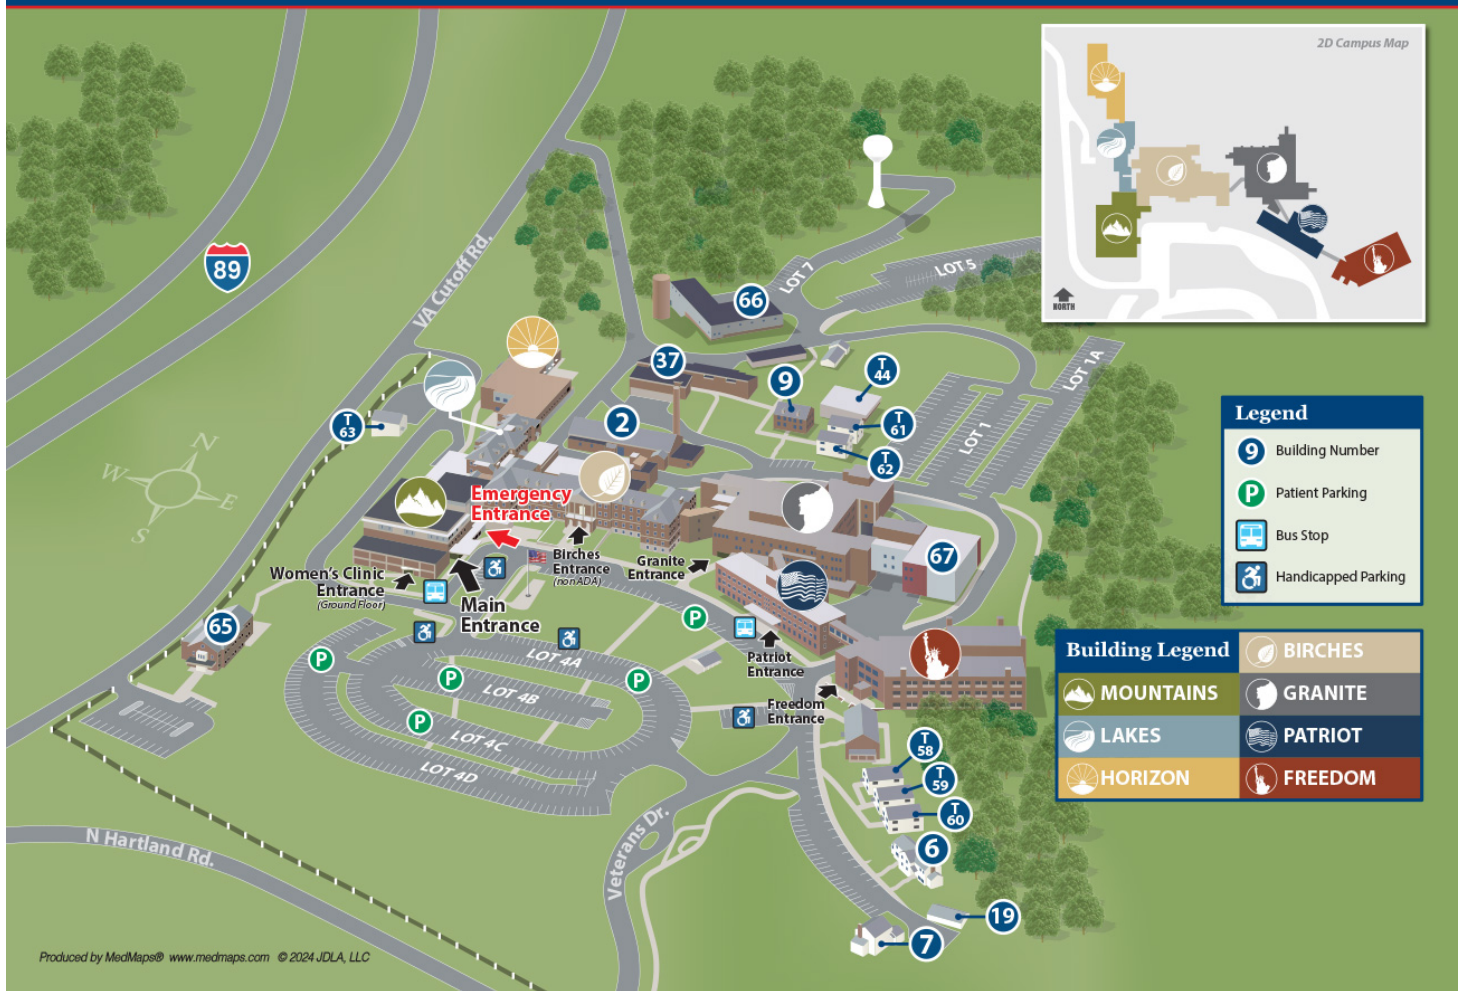 2D Campus Map
NORTH
89
VA Cutoff Rd.
LOT 7
LOT 5
66
37
9
T
44
LOT 1A
T
63
2
T
61
T
62
LOT 1
N
W
E
S
Emergency
Entrance
Birches
Entrance
(nonADA)
Granite
Entrance
67
Women's Clinic
Entrance
(Ground Floor)
Main
Entrance
65
P
P
P
P
P
LOT 4A
LOT 4B
LOT 4C
LOT 4D
Patriot
Entrance
Freedom
Entrance
T
58
T
59
T
60
6
19
7
N Hartland Rd.
Veterans Dr.
Legend
9 Building Number
P Patient Parking
Bus Stop
Handicapped Parking
Building Legend
BIRCHES
MOUNTAINS
GRANITE
LAKES
PATRIOT
HORIZON
FREEDOM
Produced by MedMaps® www.medmaps.com © 2024 JDLA, LLC